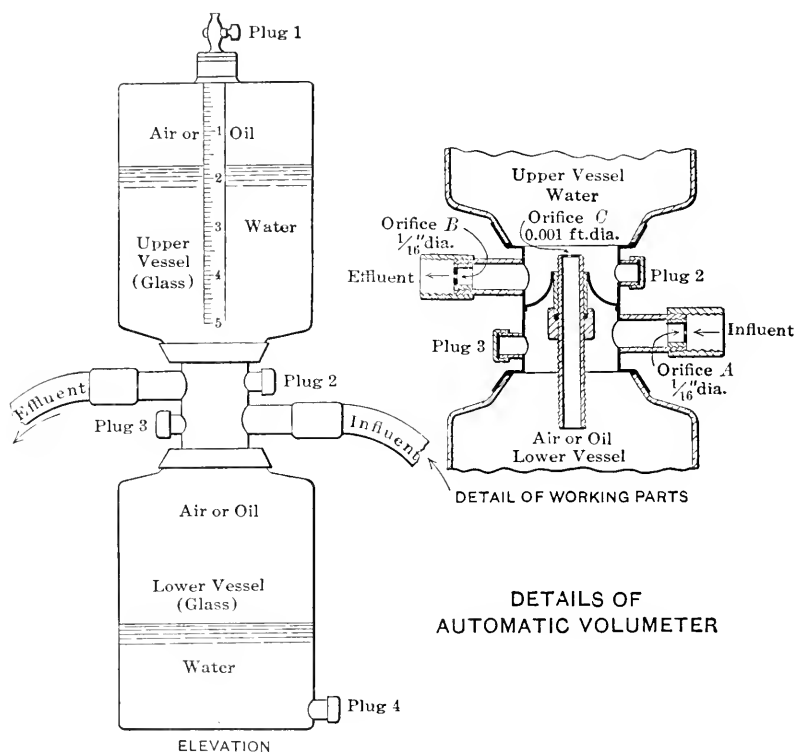 Plug 1
Air or Oil
1
2
3
4
5
Water
Upper
Vessel
(Glass)
Effluent
Plug 2
Plug 3
Influent
Air or Oil
Lower Vessel
(Glass)
Water
Plug 4
ELEVATION
Upper Vessel
Water
Orifice B
1/16" dia.
Orifice C
0.001 ft. dia.
Effluent
Plug 2
Plug 3
Influent
Orifice A
1/16" dia.
Air or Oil
Lower Vessel
DETAIL OF WORKING PARTS
DETAILS OF
AUTOMATIC VOLUMETER